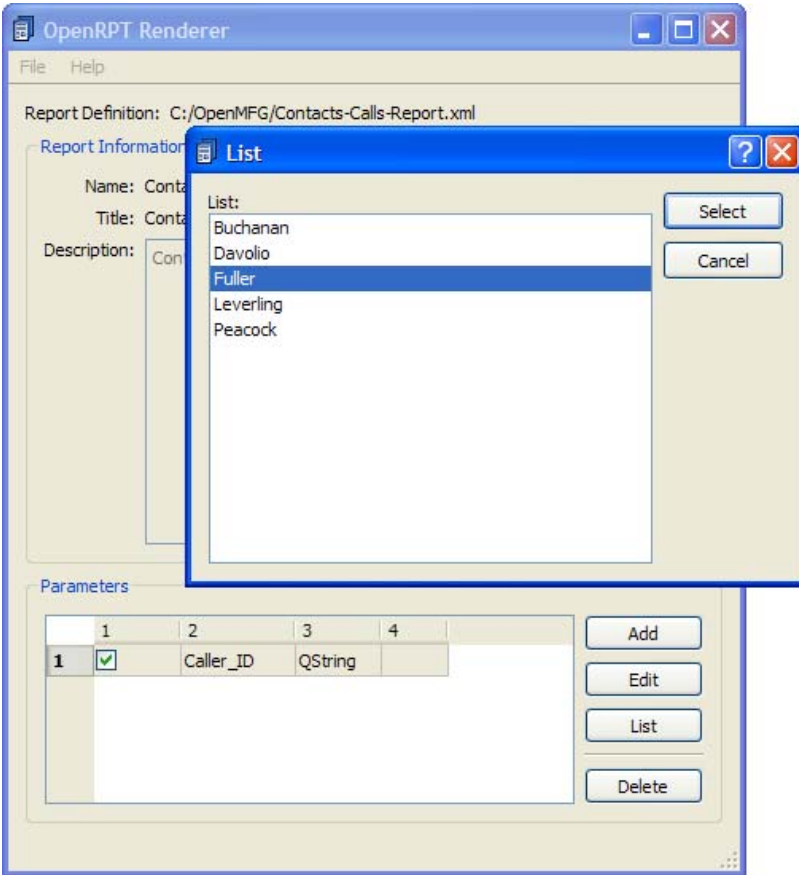 OpenRPT Renderer
File Help
Report Definition: C:/OpenMFG/Contacts-Calls-Report.xml
Report Information
Name: Conta
Title: Conta
Description: Con
List
List:
Buchanan
Davolio
Fuller
Leverling
Peacock
Select
Cancel
Parameters
1 2 3 4
1 Caller_ID QString
Add
Edit
List
Delete